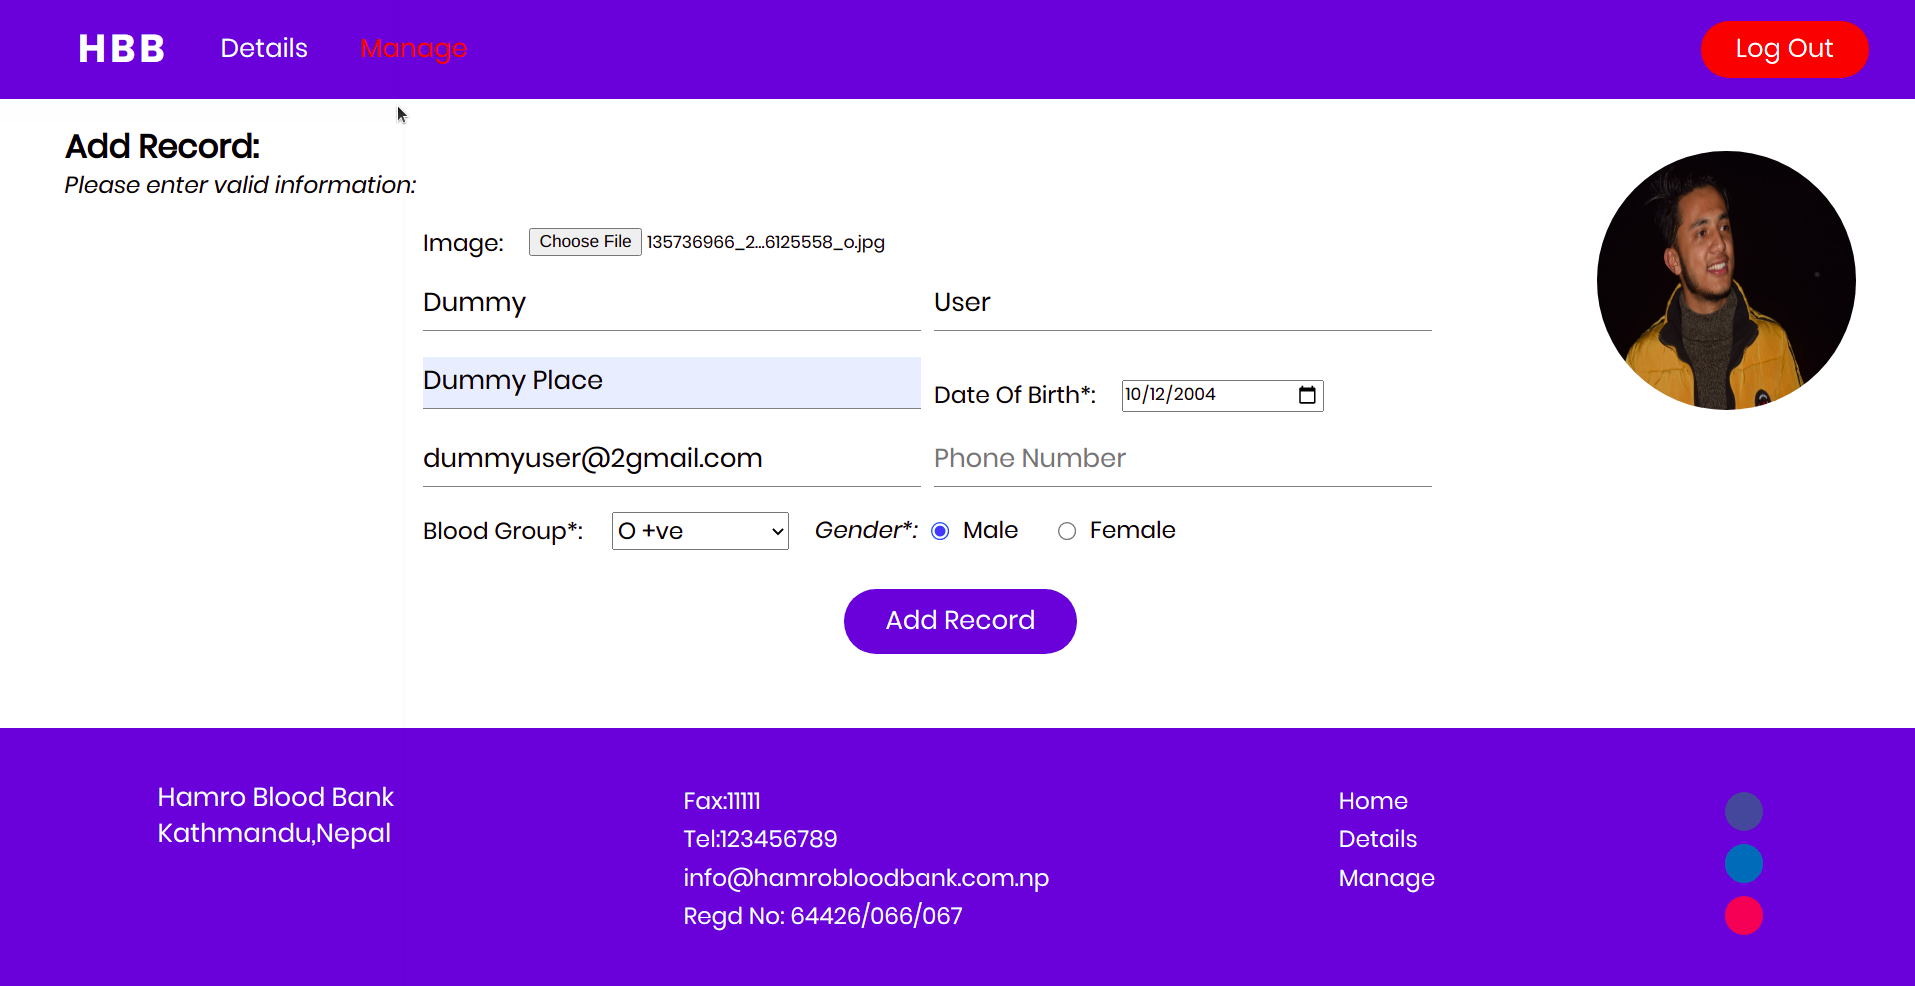 HBB Details Manage Log Out
Add Record:
Please enter valid information:
Image: Choose File 135736966_2...6125558_o.jpg
Dummy User
Dummy Place Date Of Birth*: 10/12/2004
dummyuser@2gmail.com Phone Number
Blood Group*: O +ve Gender*: Male Female
Add Record
Hamro Blood Bank
Kathmandu,Nepal
Fax:11111
Tel:123456789
info@hamrobloodbank.com.np
Regd No: 64426/066/067
Home
Details
Manage